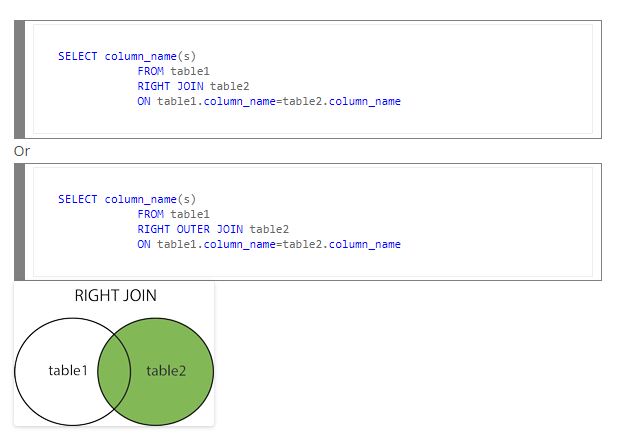 SELECT column_name(s)
FROM table1
RIGHT JOIN table2
ON table1.column_name=table2.column_name
Or
SELECT column_name(s)
FROM table1
RIGHT OUTER JOIN table2
ON table1.column_name=table2.column_name
RIGHT JOIN
table1 table2